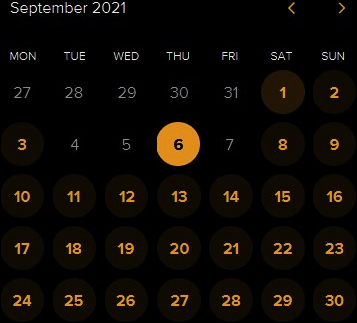 September 2021
MON TUE WED THU FRI SAT SUN
27 28 29 30 31 1 2
3 4 5 6 7 8 9
10 11 12 13 14 15 16
17 18 19 20 21 22 23
24 25 26 27 28 29 30